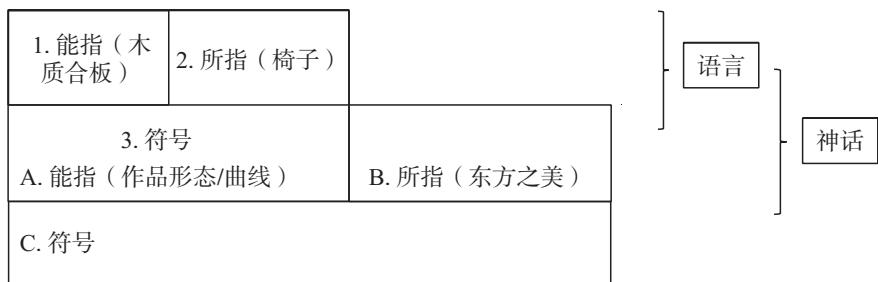 1. 能指（木
质合板）
2. 所指（椅子）
语言
3. 符号
A. 能指（作品形态/曲线）
B. 所指（东方之美）
神话
C. 符号